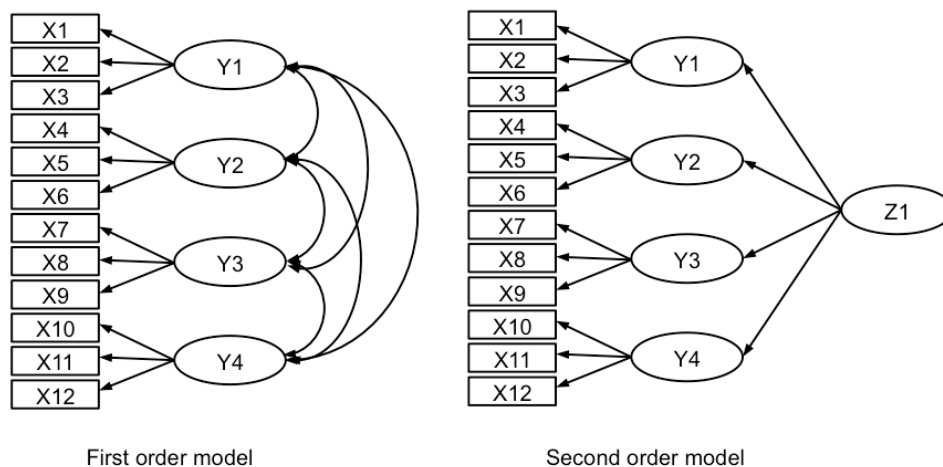 X1
X2
X3
X4
X5
X6
X7
X8
X9
X10
X11
X12
Y1
Y2
Y3
Y4
First order model
X1
X2
X3
X4
X5
X6
X7
X8
X9
X10
X11
X12
Y1
Y2
Y3
Y4
Z1
Second order model